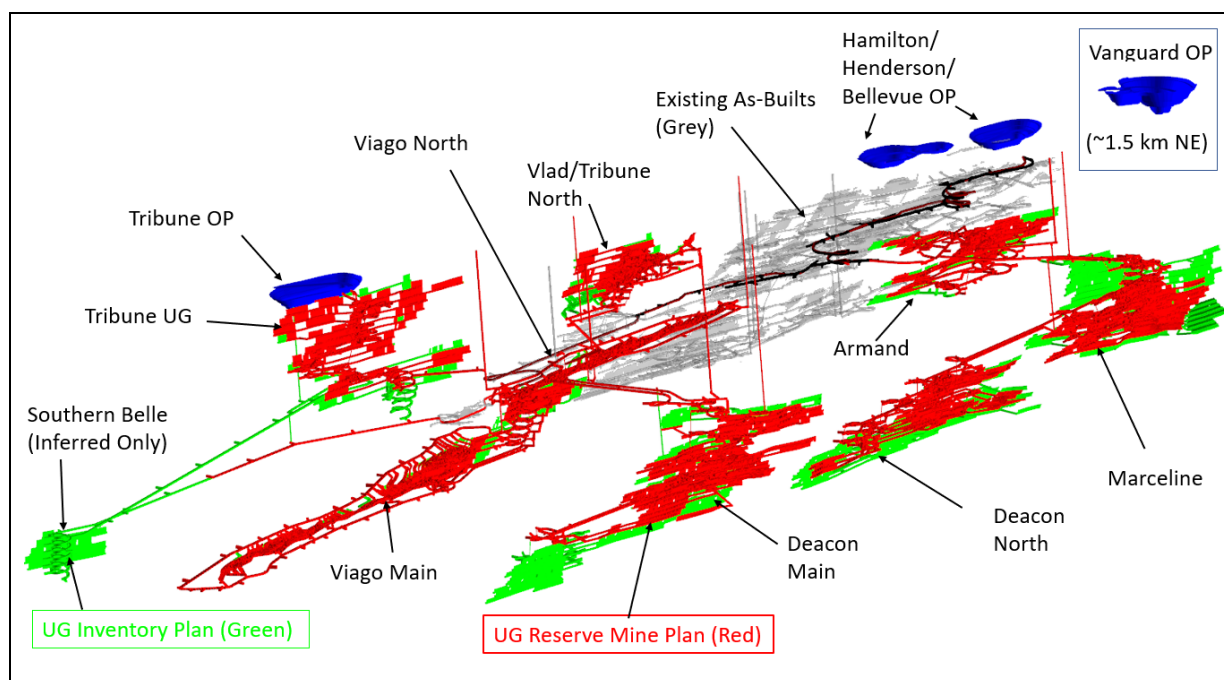 Hamilton/
Henderson/
Bellevue OP
Vanguard OP
(~1.5 km NE)
Existing As-Builts
(Grey)
Viago North
Vlad/Tribune
North
Tribune OP
Tribune UG
Armand
Southern Belle
(Inferred Only)
Marceline
Deacon
North
Deacon
Main
Viago Main
UG Inventory Plan (Green)
UG Reserve Mine Plan (Red)